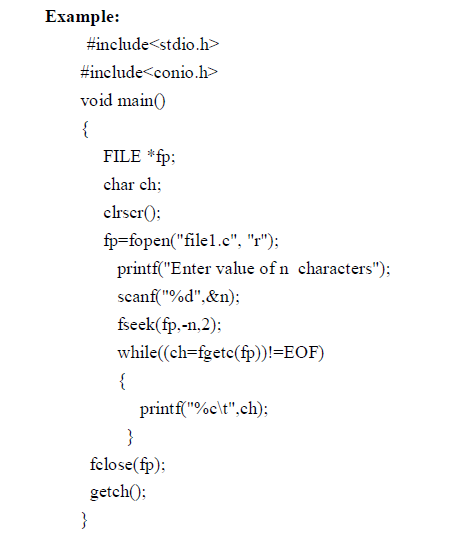 Example:
#include<stdio.h>
#include<conio.h>
void main()
{
FILE *fp;
char ch;
clrscr();
fp=fopen("file1.c", "r");
printf("Enter value of n characters");
scanf("%d",&n);
fseek(fp,-n,2);
while((ch=fgetc(fp))!=EOF)
{
printf("%c\t",ch);
}
fclose(fp);
getch();
}